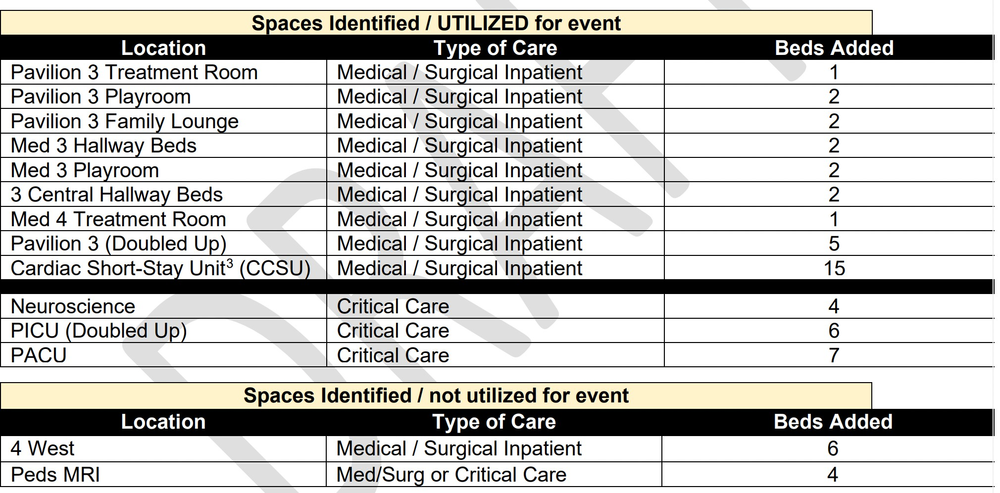 Spaces Identified / UTILIZED for event
Location Type of Care Beds Added
Pavilion 3 Treatment Room Medical / Surgical Inpatient 1
Pavilion 3 Playroom Medical / Surgical Inpatient 2
Pavilion 3 Family Lounge Medical / Surgical Inpatient 2
Med 3 Hallway Beds Medical / Surgical Inpatient 2
Med 3 Playroom Medical / Surgical Inpatient 2
3 Central Hallway Beds Medical / Surgical Inpatient 2
Med 4 Treatment Room Medical / Surgical Inpatient 1
Pavilion 3 (Doubled Up) Medical / Surgical Inpatient 5
Cardiac Short-Stay Unit³ (CCSU) Medical / Surgical Inpatient 15
Neuroscience Critical Care 4
PICU (Doubled Up) Critical Care 6
PACU Critical Care 7
Spaces Identified / not utilized for event
Location Type of Care Beds Added
4 West Medical / Surgical Inpatient 6
Peds MRI Med/Surg or Critical Care 4